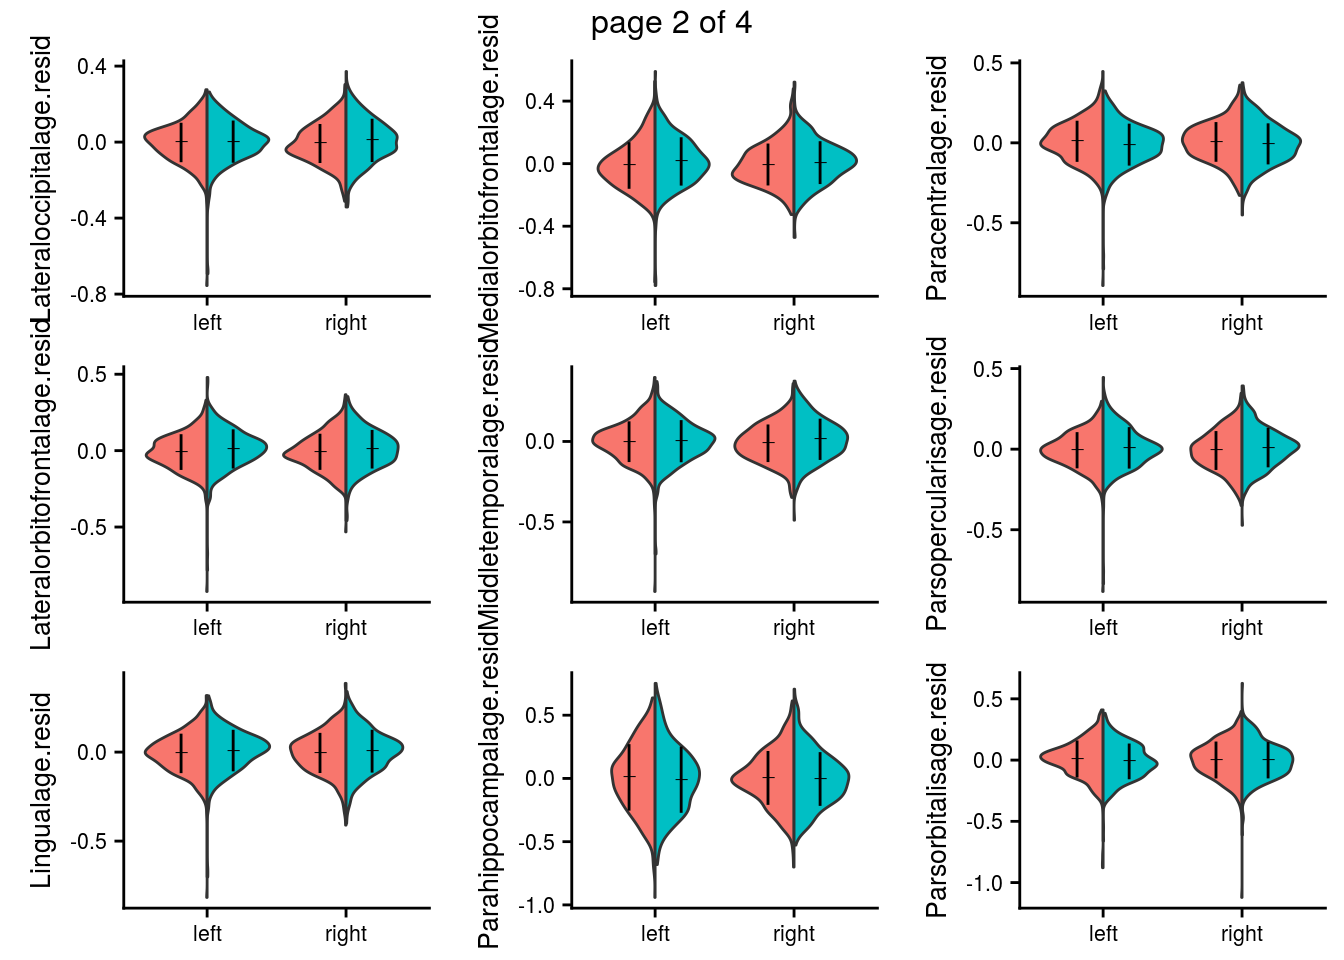 page 2 of 4
Lateraloccipitalage.resid
0.4
0.0
-0.4
-0.8
left right
Medialorbitofrontalage.resid
0.4
0.0
-0.4
-0.8
left right
Paracentralage.resid
0.5
0.0
-0.5
left right
Lateralorbitofrontalage.resid
0.5
0.0
-0.5
left right
Middletemporalage.resid
0.0
-0.5
left right
Parsopercularisage.resid
0.5
0.0
-0.5
left right
Lingualage.resid
0.0
-0.5
left right
Parahippocampalage.resid
0.5
0.0
-0.5
-1.0
left right
Parsorbitalisage.resid
0.5
0.0
-0.5
-1.0
left right